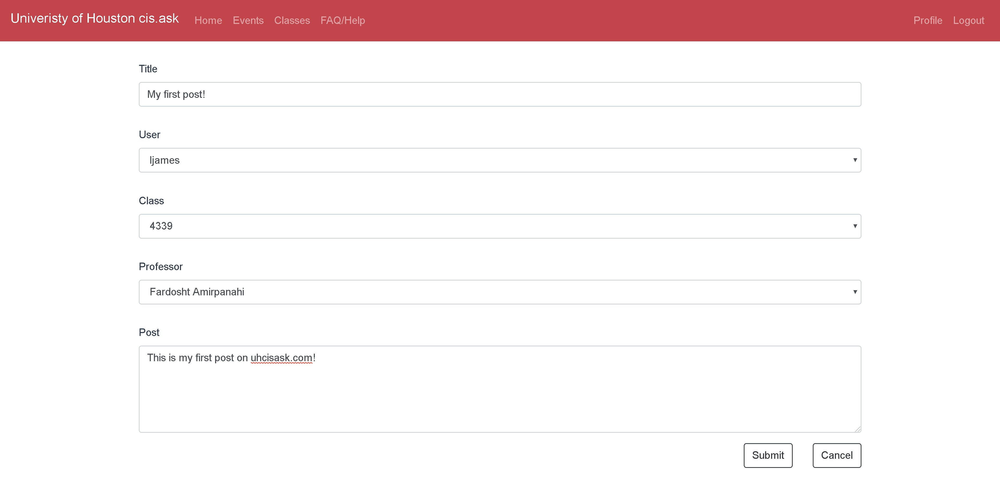 Univeristy of Houston cis.ask Home Events Classes FAQ/Help Profile Logout
Title
My first post!
User
ljames
Class
4339
Professor
Fardosht Amirpanahi
Post
This is my first post on uhcisask.com!
Submit Cancel